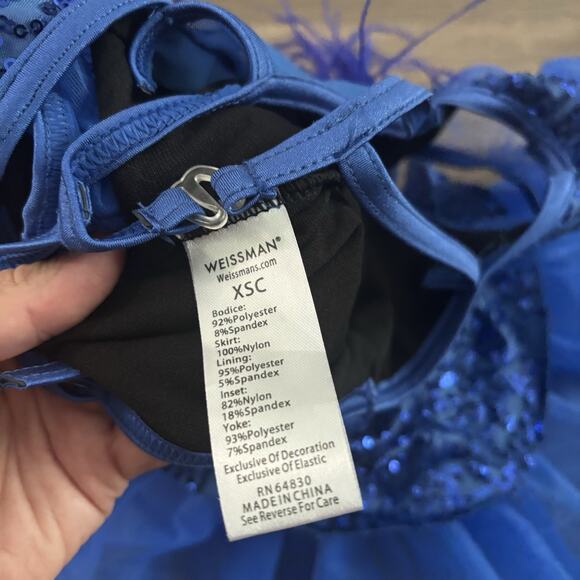 WEISSMAN®
Weissmans.com
XSC
Bodice:
92%Polyester
8%Spandex
Skirt:
100%Nylon
Lining:
95%Polyester
5%Spandex
Inset:
82%Nylon
18%Spandex
Yoke:
93%Polyester
7%Spandex
Exclusive Of Decoration
Exclusive Of Elastic
RN 64830
MADE IN CHINA
See Reverse For Care